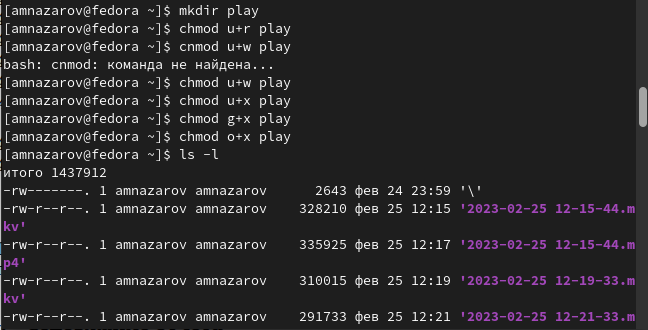 [amnazarov@fedora ~]$ mkdir play
[amnazarov@fedora ~]$ chmod u+r play
[amnazarov@fedora ~]$ cnmod u+w play
bash: cnmod: команда не найдена...
[amnazarov@fedora ~]$ chmod u+w play
[amnazarov@fedora ~]$ chmod u+x play
[amnazarov@fedora ~]$ chmod g+x play
[amnazarov@fedora ~]$ chmod o+x play
[amnazarov@fedora ~]$ ls -l
итого 1437912
-rw-------. 1 amnazarov amnazarov      2643 фев 24 23:59 '\'
-rw-r--r--. 1 amnazarov amnazarov    328210 фев 25 12:15 '2023-02-25 12-15-44.m
kv'
-rw-r--r--. 1 amnazarov amnazarov    335925 фев 25 12:17 '2023-02-25 12-15-44.m
p4'
-rw-r--r--. 1 amnazarov amnazarov    310015 фев 25 12:19 '2023-02-25 12-19-33.m
kv'
-rw-r--r--. 1 amnazarov amnazarov    291733 фев 25 12:21 '2023-02-25 12-21-33.m